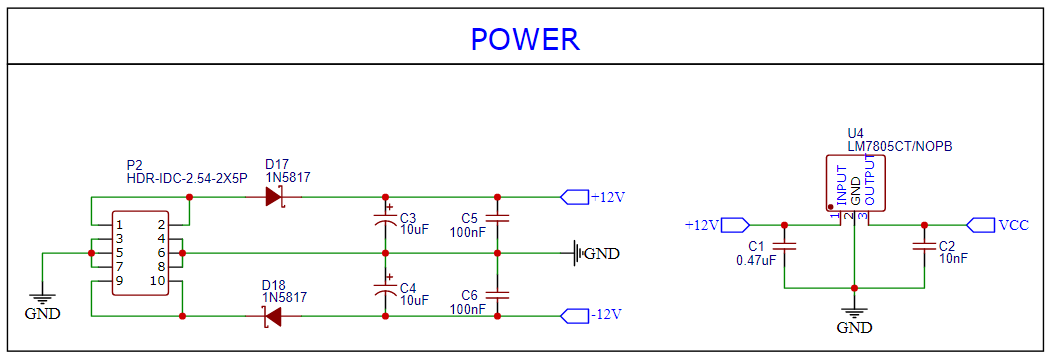 POWER
P2
HDR-IDC-2.54-2X5P
1
2
3
4
5
6
7
8
9
10
GND
D17
1N5817
D18
1N5817
C3
10uF
C4
10uF
C5
100nF
C6
100nF
+12V
GND
-12V
U4
LM7805CT/NOPB
INPUT
GND
OUTPUT
1
2
3
+12V
C1
0.47uF
C2
10nF
VCC
GND